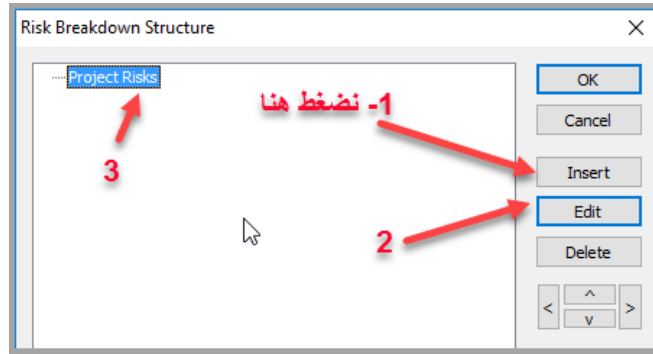 Risk Breakdown Structure
Project Risks
OK
1- نضغط هنا
Cancel
3
Insert
Edit
2
Delete
< ^ >
v